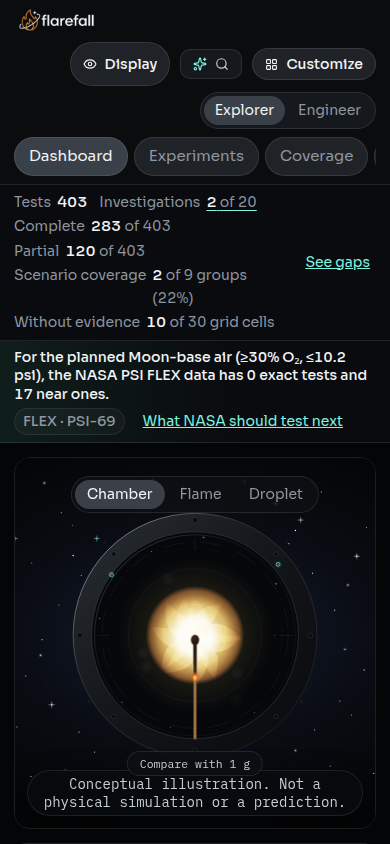 flarefall
Display
Customize
Explorer Engineer
Dashboard Experiments Coverage
Tests 403 Investigations 2 of 20
Complete 283 of 403
Partial 120 of 403
See gaps
Scenario coverage 2 of 9 groups
(22%)
Without evidence 10 of 30 grid cells
For the planned Moon-base air (≥30% O₂, ≤10.2
psi), the NASA PSI FLEX data has 0 exact tests and
17 near ones.
FLEX · PSI-69 What NASA should test next
Chamber Flame Droplet
Compare with 1 g
Conceptual illustration. Not a
physical simulation or a prediction.